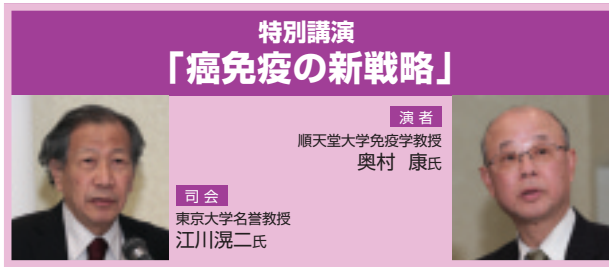 特別講演
「癌免疫の新戦略」
演者
順天堂大学免疫学教授
奥村 康氏
司会
東京大学名誉教授
江川滉二氏